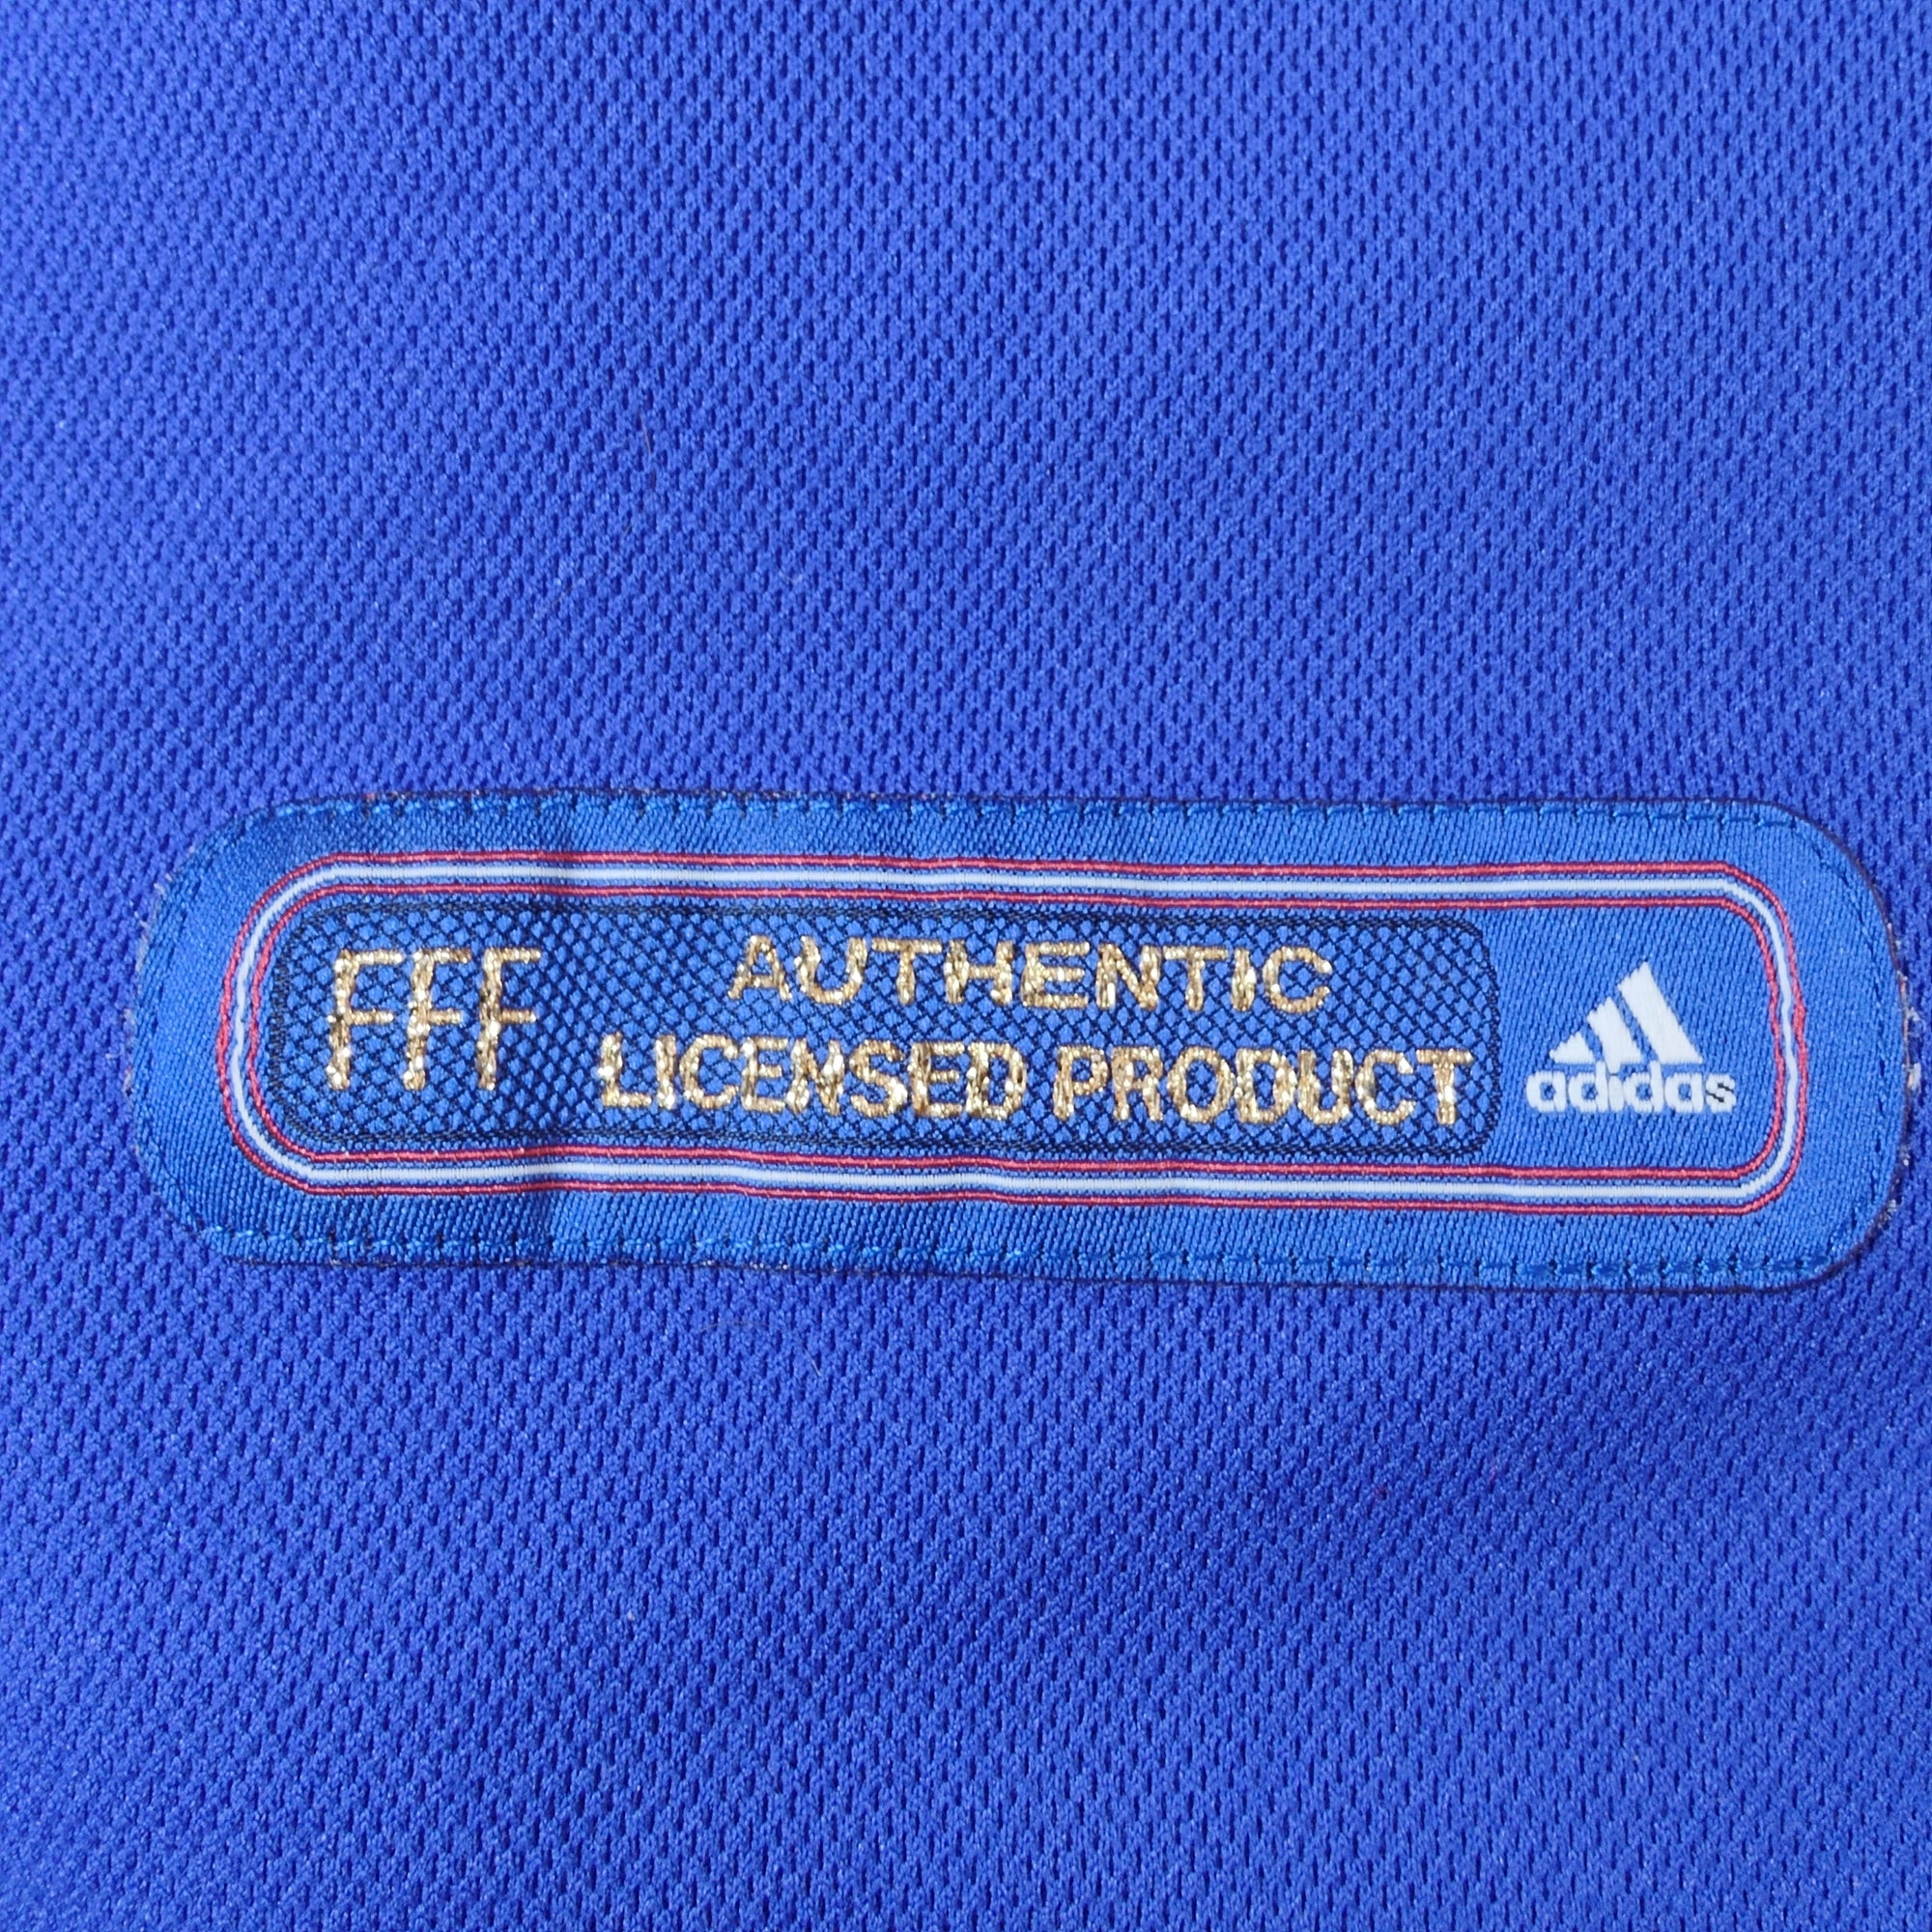 FFF
AUTHENTIC
LICENSED PRODUCT
adidas